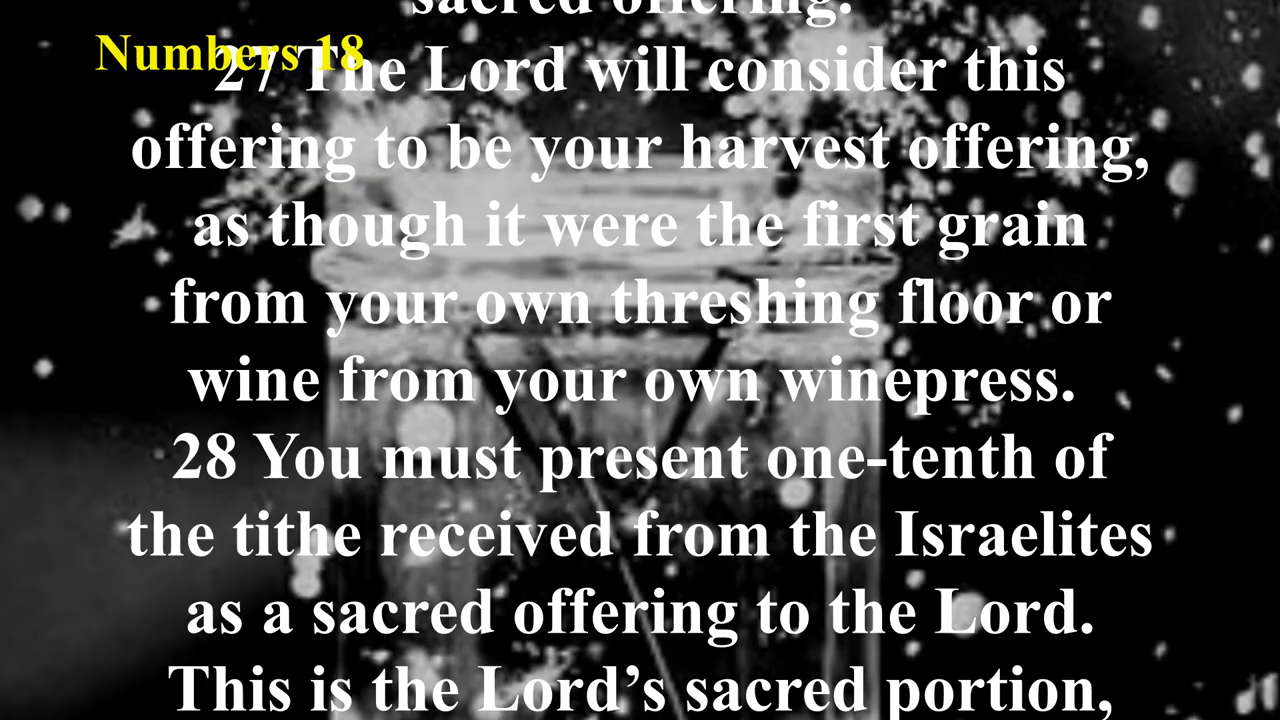 sacred offering.
Numbers 18
27 The Lord will consider this
offering to be your harvest offering,
as though it were the first grain
from your own threshing floor or
wine from your own winepress.
28 You must present one-tenth of
the tithe received from the Israelites
as a sacred offering to the Lord.
This is the Lord’s sacred portion,